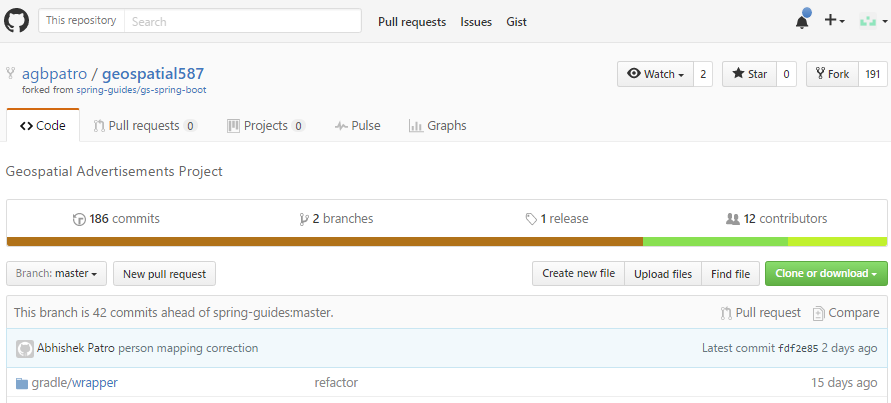 This repository Search Pull requests Issues Gist
agbpatro / geospatial587 Watch 2 Star 0 Fork 191
forked from spring-guides/gs-spring-boot
Code Pull requests 0 Projects 0 Pulse Graphs
Geospatial Advertisements Project
186 commits 2 branches 1 release 12 contributors
Branch: master New pull request Create new file Upload files Find file Clone or download
This branch is 42 commits ahead of spring-guides:master. Pull request Compare
Abhishek Patro person mapping correction Latest commit fdf2e85 2 days ago
gradle/wrapper refactor 15 days ago